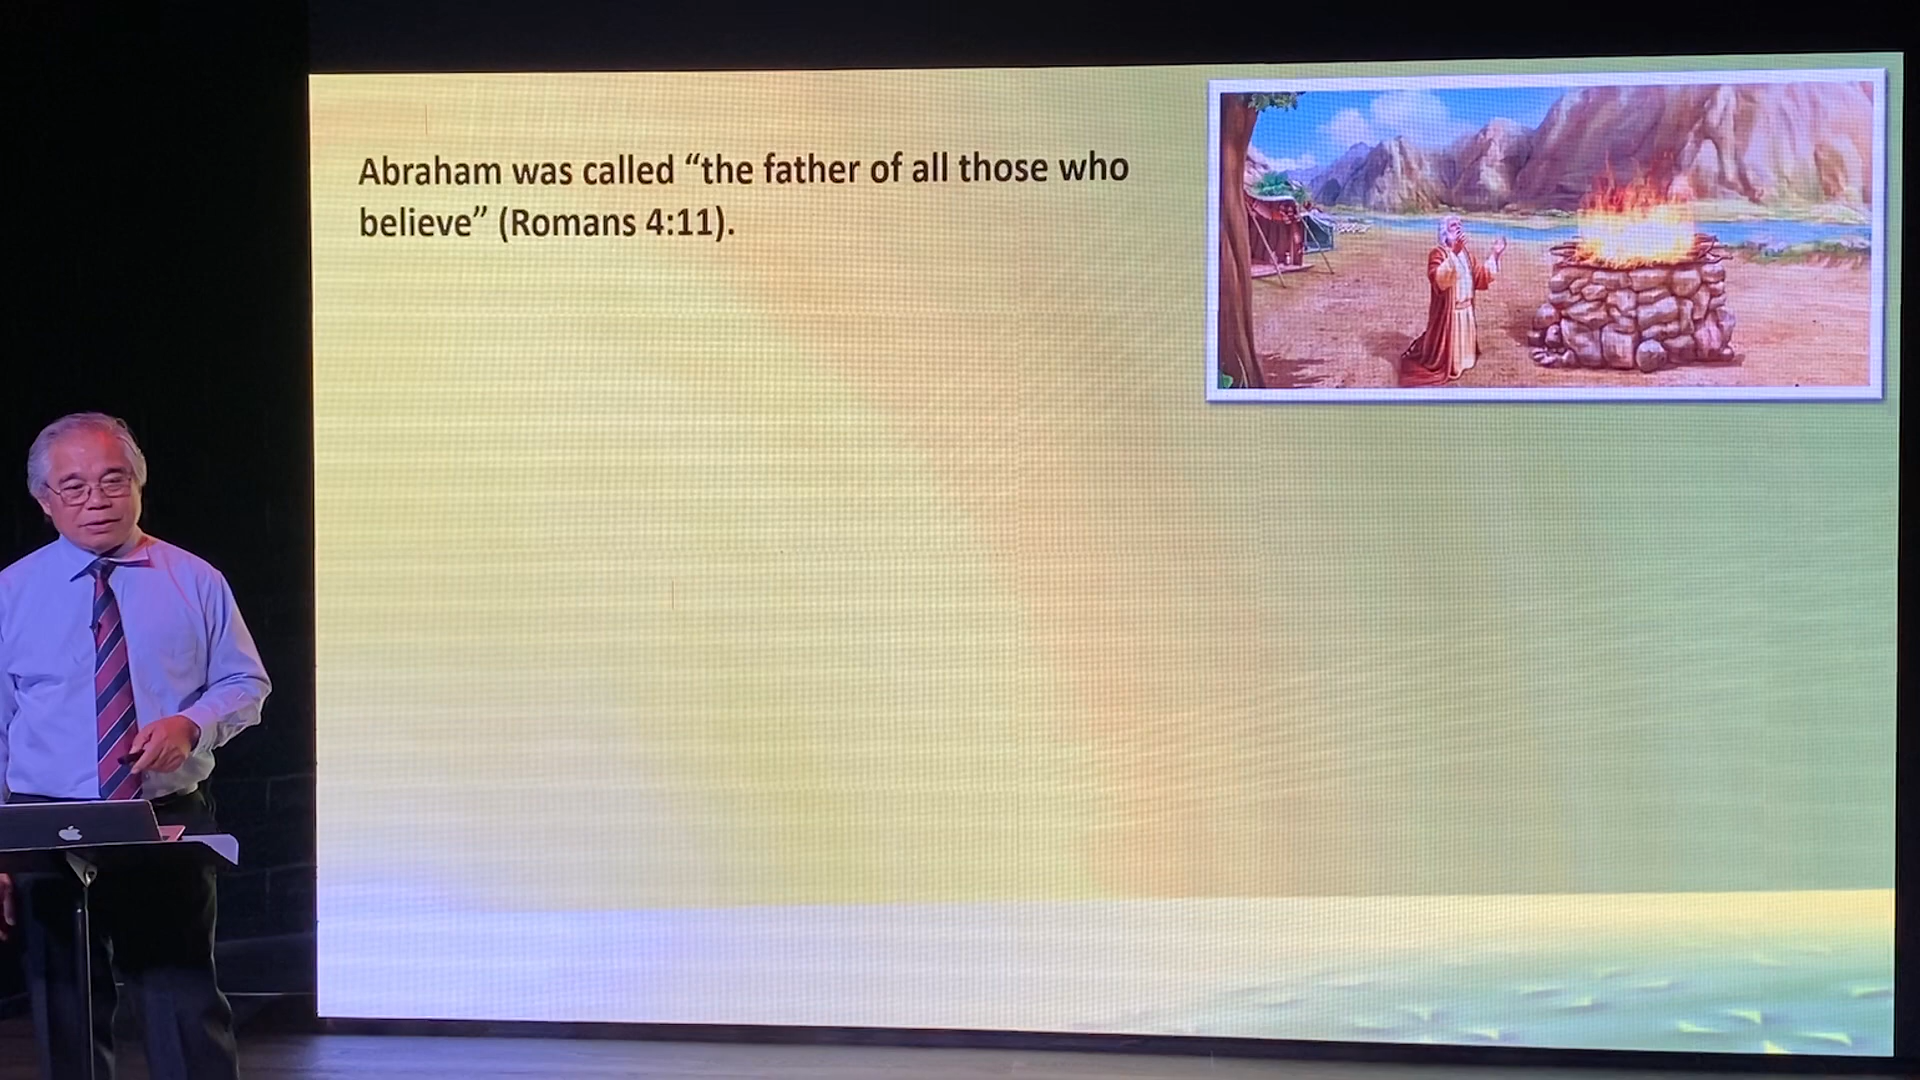 Abraham was called “the father of all those who
believe” (Romans 4:11).